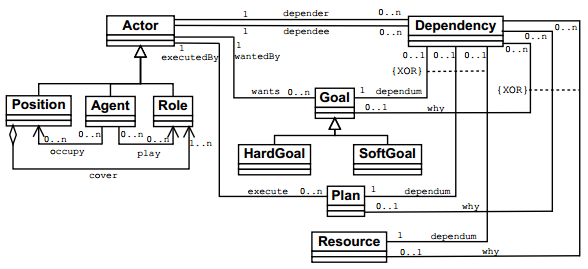 Actor
1 depender 0..n
Dependency
1 dependee 0..n
0..n
executedBy
1
1
wantedBy
0..1 0..1 0..1
0..n
{XOR}
{XOR}
wants 0..n
Goal
1 dependum
0..1 why
Position
Agent
Role
0..n
0..n
0..n
0..n
1..n
occupy
play
cover
HardGoal
SoftGoal
execute 0..n
Plan
1 dependum
0..1 why
Resource
1 dependum
0..1 why